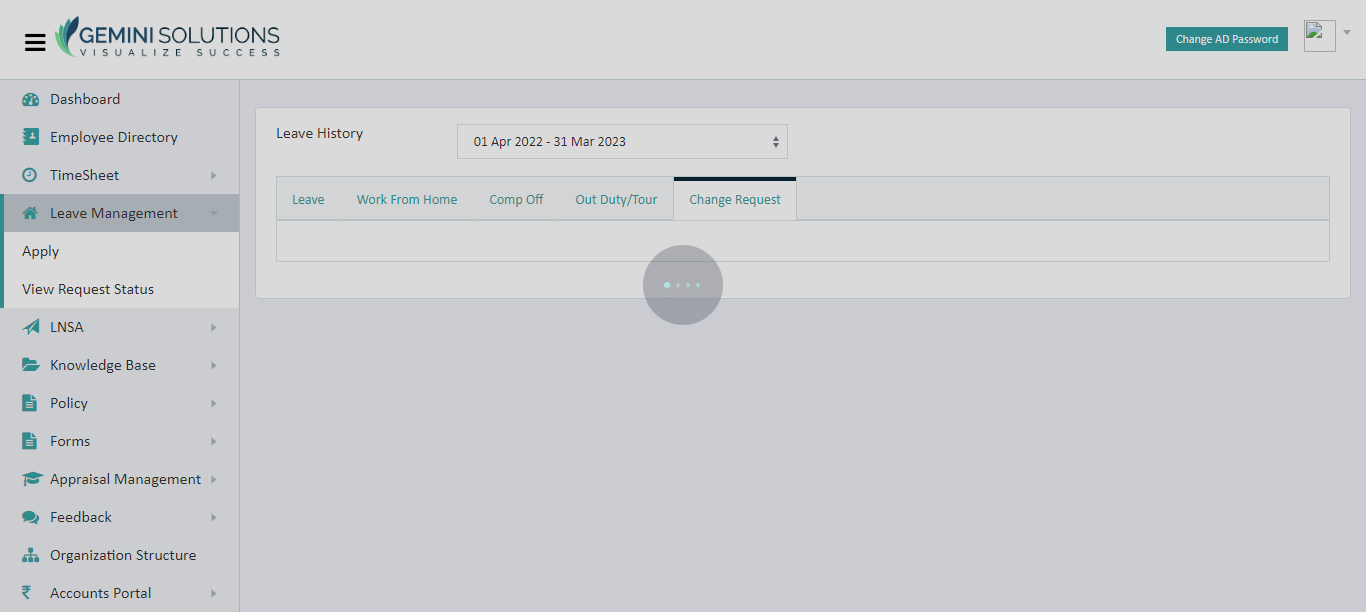 GEMINI SOLUTIONS
VISUALIZE SUCCESS
Change AD Password
Dashboard
Employee Directory
TimeSheet
Leave Management
Apply
View Request Status
LNSA
Knowledge Base
Policy
Forms
Appraisal Management
Feedback
Organization Structure
Accounts Portal
Leave History
01 Apr 2022 - 31 Mar 2023
Leave Work From Home Comp Off Out Duty/Tour Change Request